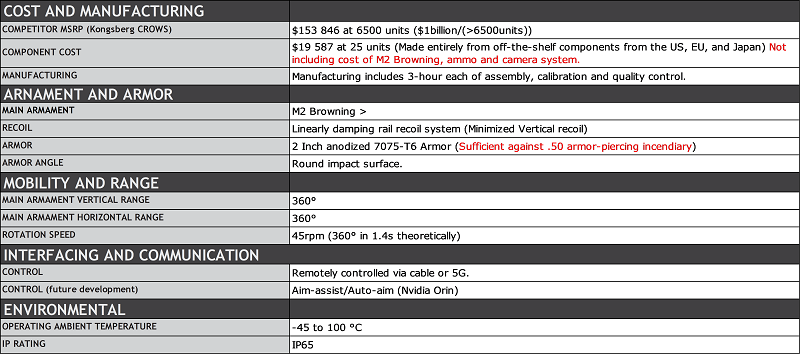 COST AND MANUFACTURING
COMPETITOR MSRP (Kongsberg CROWS) $153 846 at 6500 units ($1billion/(>6500units))
COMPONENT COST $19 587 at 25 units (Made entirely from off-the-shelf components from the US, EU, and Japan) Not
including cost of M2 Browning, ammo and camera system.
MANUFACTURING Manufacturing includes 3-hour each of assembly, calibration and quality control.
ARNAMENT AND ARMOR
MAIN ARMAMENT M2 Browning >
RECOIL Linearly damping rail recoil system (Minimized Vertical recoil)
ARMOR 2 Inch anodized 7075-T6 Armor (Sufficient against .50 armor-piercing incendiary)
ARMOR ANGLE Round impact surface.
MOBILITY AND RANGE
MAIN ARMAMENT VERTICAL RANGE 360°
MAIN ARMAMENT HORIZONTAL RANGE 360°
ROTATION SPEED 45rpm (360° in 1.4s theoretically)
INTERFACING AND COMMUNICATION
CONTROL Remotely controlled via cable or 5G.
CONTROL (future development) Aim-assist/Auto-aim (Nvidia Orin)
ENVIRONMENTAL
OPERATING AMBIENT TEMPERATURE -45 to 100 °C
IP RATING IP65